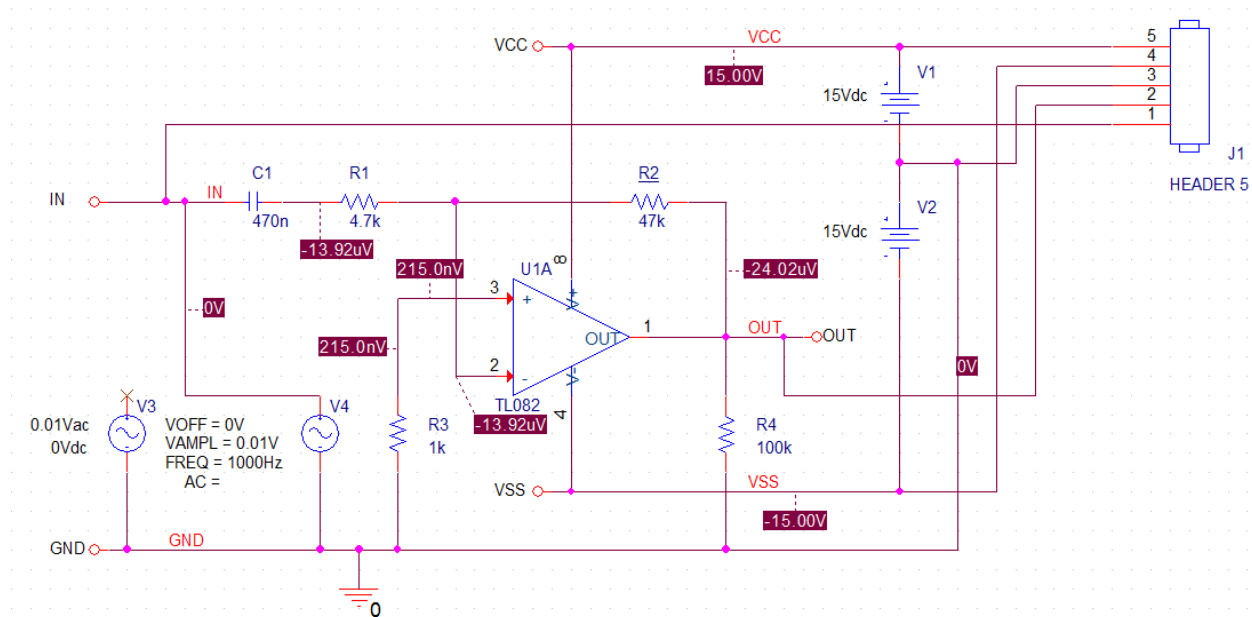 VCC
VCC
15.00V
V1
15Vdc
5
4
3
2
1
J1
HEADER 5
IN
IN
C1
470n
R1
4.7k
-13.92uV
R2
47k
V2
15Vdc
215.0nV
U1A
8
V+
3
+
-24.02uV
0V
OUT
1
OUT
OUT
215.0nV
2
-
V-
TL082
4
-13.92uV
0V
V3
0.01Vac
0Vdc
VOFF = 0V
VAMPL = 0.01V
FREQ = 1000Hz
AC =
V4
R3
1k
R4
100k
VSS
VSS
-15.00V
GND
GND
0